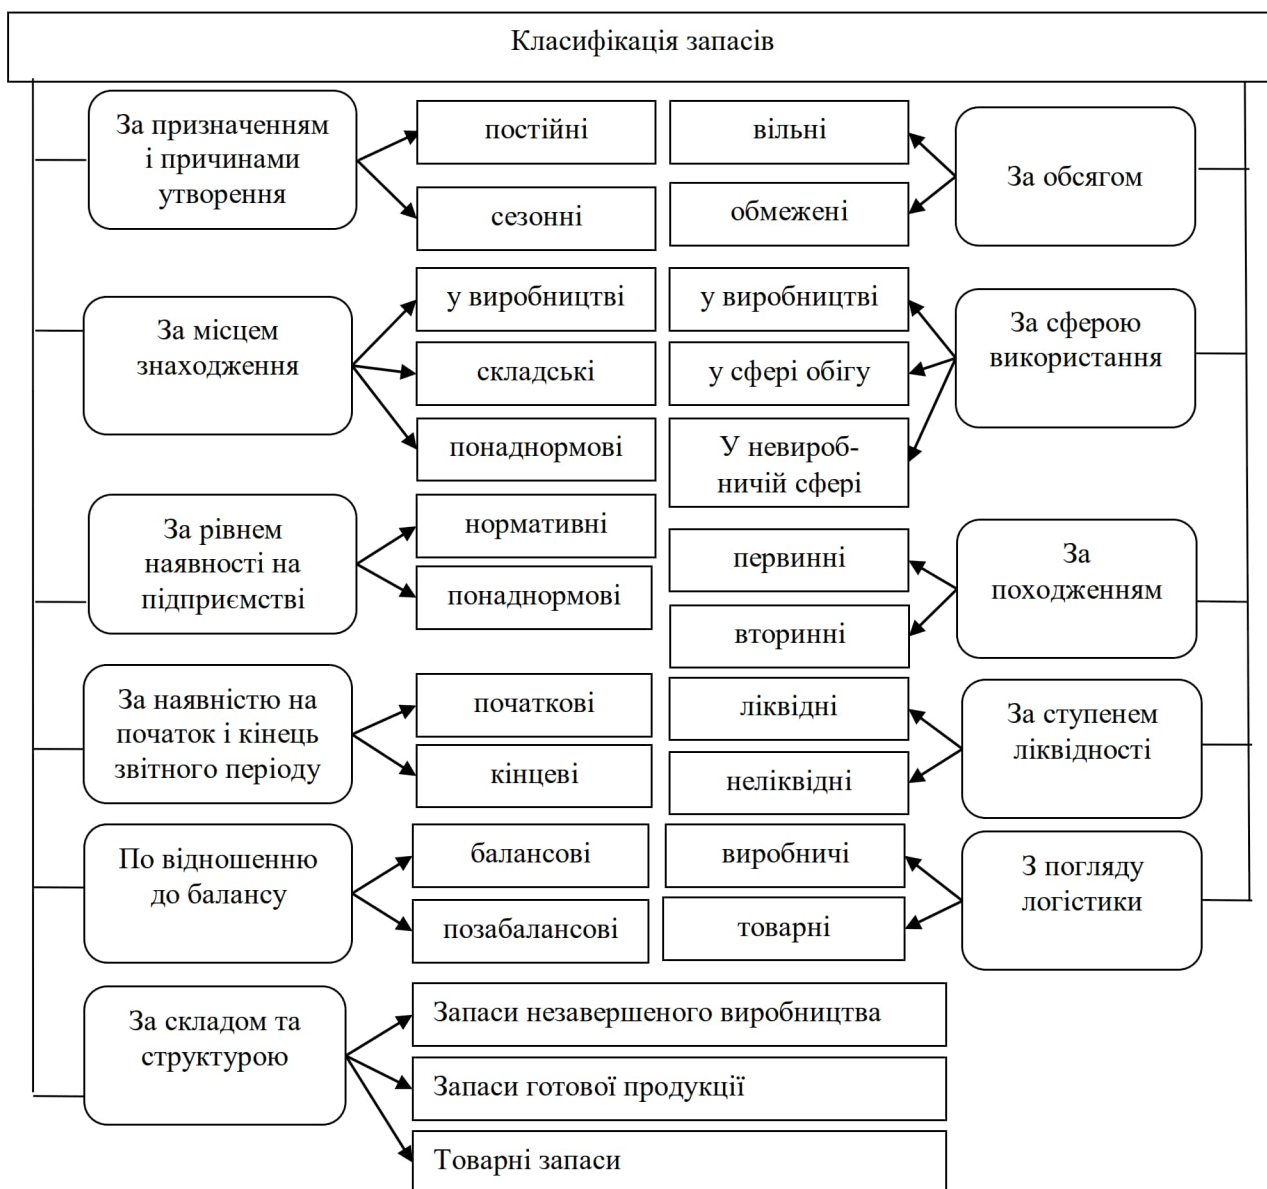 Класифікація запасів
За призначенням
і причинами
утворення
постійні
сезонні
вільні
обмежені
За обсягом
За місцем
знаходження
у виробництві
складські
понаднормові
у виробництві
у сфері обігу
У невироб-
ничій сфері
За сферою
використання
За рівнем
наявності на
підприємстві
нормативні
понаднормові
первинні
вторинні
За
походженням
За наявністю на
початок і кінець
звітного періоду
початкові
кінцеві
ліквідні
неліквідні
За ступенем
ліквідності
По відношенню
до балансу
балансові
позабалансові
виробничі
товарні
З погляду
логістики
За складом та
структурою
Запаси незавершеного виробництва
Запаси готової продукції
Товарні запаси